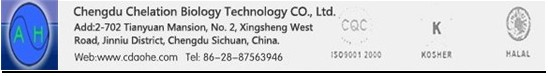 A H
Chengdu Chelation Biology Technology CO., Ltd.
Add:2-702 Tianyuan Mansion, No. 2, Xingsheng West
Road, Jinniu District, Chengdu Sichuan, China.
Web:www.cdaohe.com Tel: 86-28-87563946
CQC
ISO9001 2000
K
KOSHER
HALAL